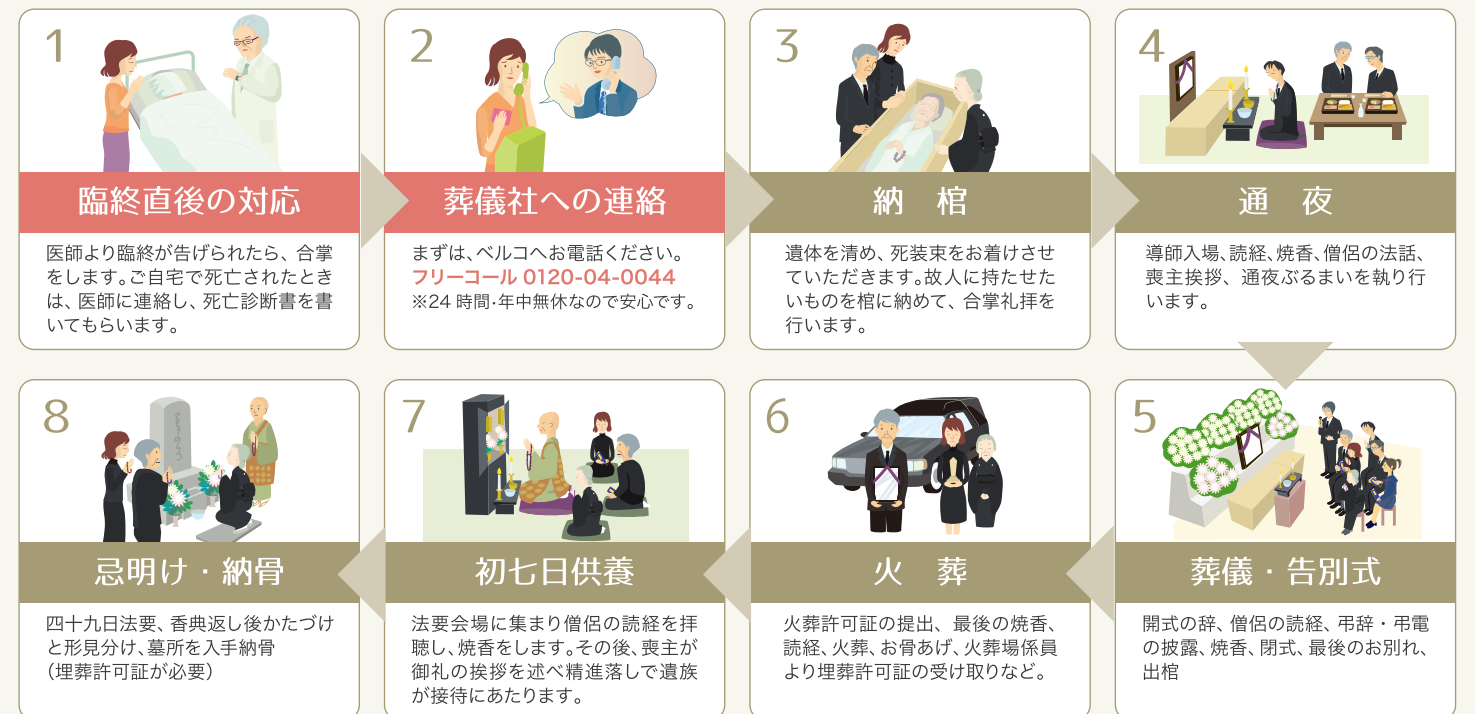 1
臨終直後の対応
医師より臨終が告げられたら、合掌
をします。ご自宅で死亡されたとき
は、医師に連絡し、死亡診断書を書
いてもらいます。
2
葬儀社への連絡
まずは、ベルコへお電話ください。
フリーコール 0120-04-0044
※24 時間・年中無休なので安心です。
3
納　棺
遺体を清め、死装束をお着けさせ
ていただきます。故人に持たせた
いものを棺に納めて、合掌礼拝を
行います。
4
通　夜
導師入場、読経、焼香、僧侶の法話、
喪主挨拶、通夜ぶるまいを執り行
います。
5
葬儀・告別式
開式の辞、僧侶の読経、弔辞・弔電
の披露、焼香、閉式、最後のお別れ、
出棺
6
火　葬
火葬許可証の提出、最後の焼香、
読経、火葬、お骨あげ、火葬場係員
より埋葬許可証の受け取りなど。
7
初七日供養
法要会場に集まり僧侶の読経を拝
聴し、焼香をします。その後、喪主が
御礼の挨拶を述べ精進落しで遺族
が接待にあたります。
8
忌明け・納骨
四十九日法要、香典返し後かたづけ
と形見分け、墓所を入手納骨
（埋葬許可証が必要）